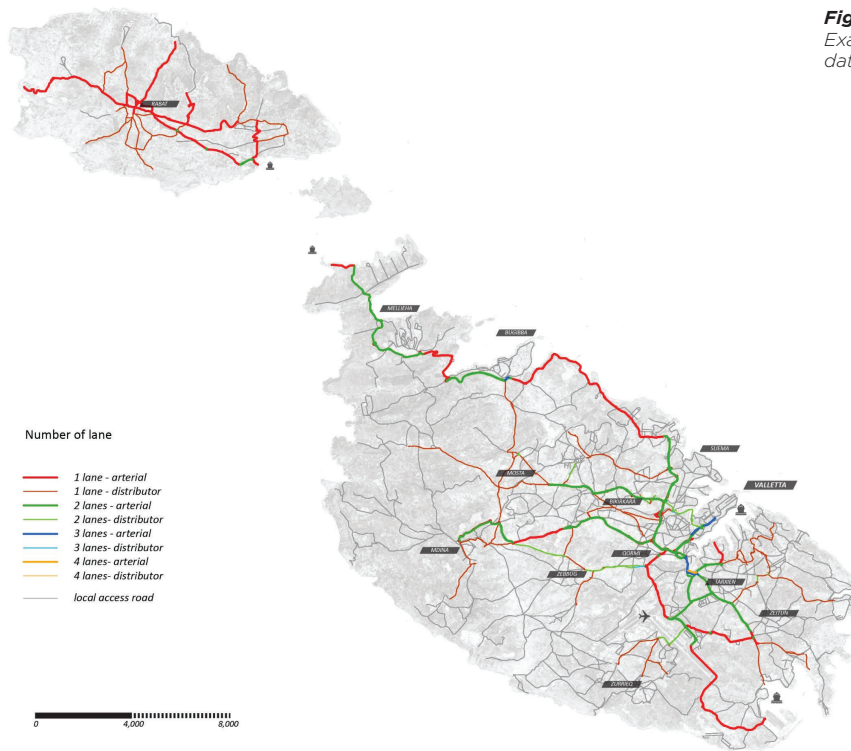 Fig
Exa
dat
RABAT
MELLIEHA
BUGIBBA
SLIEMA
VALLETTA
MOSTA
BIRKIRKARA
MDINA
QORMI
ZEBBUG
TARXIEN
ZEJTUN
ZURRIEQ
Number of lane
1 lane - arterial
1 lane - distributor
2 lanes - arterial
2 lanes- distributor
3 lanes - arterial
3 lanes- distributor
4 lanes- arterial
4 lanes- distributor
local access road
0 4,000 8,000